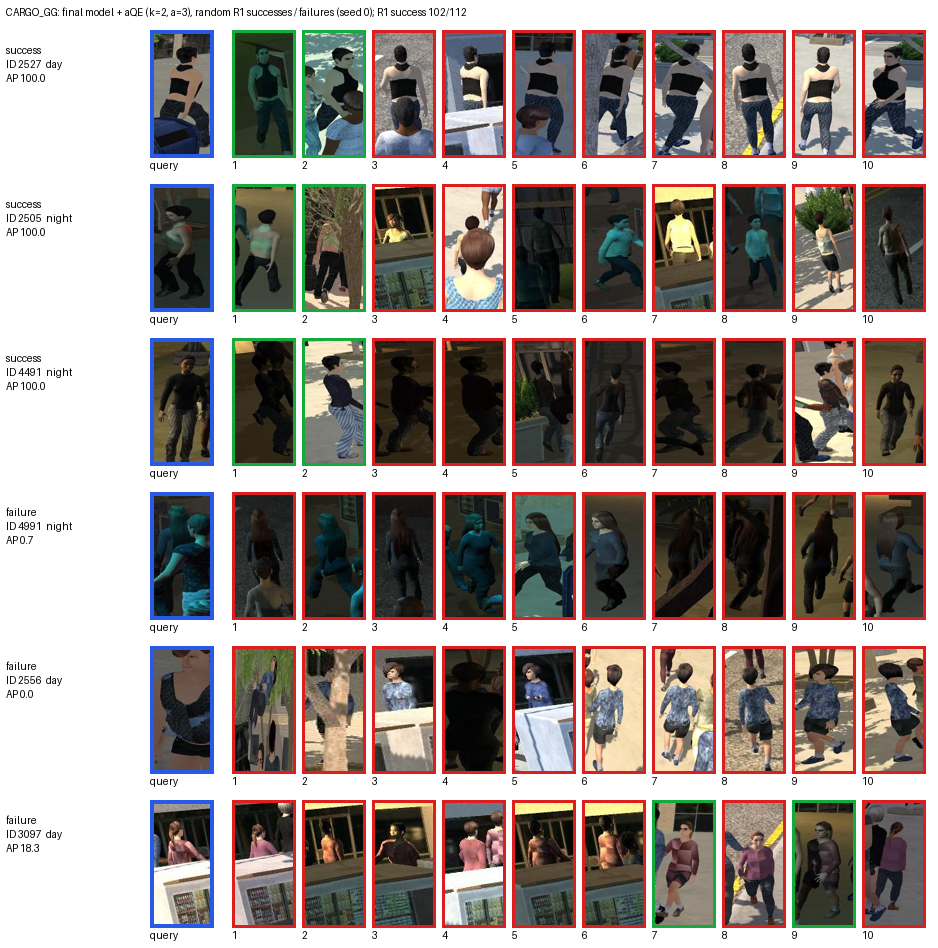 CARGO_GG: final model + aQE (k=2, a=3), random R1 successes / failures (seed 0); R1 success 102/112
success
ID 2527 day
AP 100.0
query 1 2 3 4 5 6 7 8 9 10
success
ID 2505 night
AP 100.0
query 1 2 3 4 5 6 7 8 9 10
success
ID 4491 night
AP 100.0
query 1 2 3 4 5 6 7 8 9 10
failure
ID 4991 night
AP 0.7
query 1 2 3 4 5 6 7 8 9 10
failure
ID 2556 day
AP 0.0
query 1 2 3 4 5 6 7 8 9 10
failure
ID 3097 day
AP 18.3
query 1 2 3 4 5 6 7 8 9 10